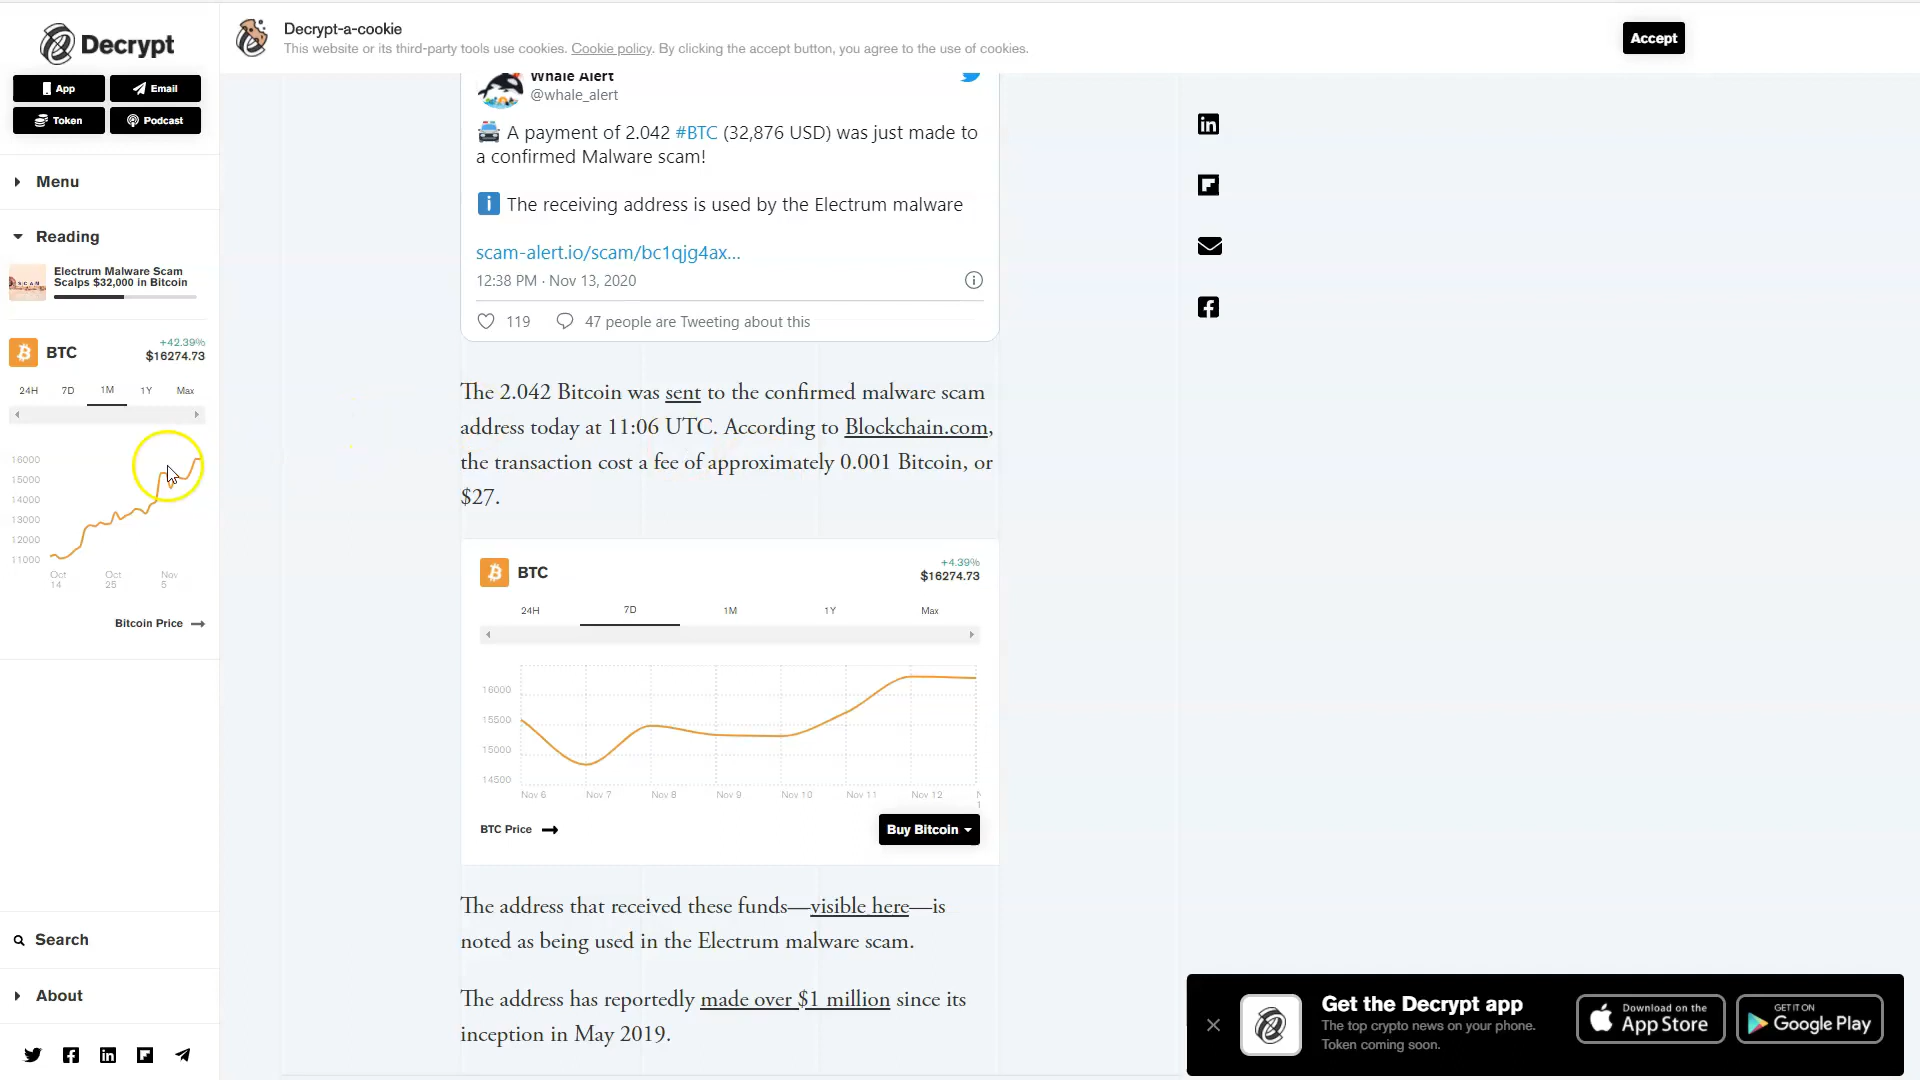 Decrypt
App
Email
Token
Podcast
Menu
Reading
Electrum Malware Scam
Scalps $32,000 in Bitcoin
BTC
+42.39%
$16274.73
24H
7D
1M
1Y
Max
16000
15000
14000
13000
12000
11000
Oct
14
Oct
25
Nov
5
Bitcoin Price
Search
About
Decrypt-a-cookie
This website or its third-party tools use cookies. Cookie policy. By clicking the accept button, you agree to the use of cookies.
Accept
Whale Alert
@whale_alert
A payment of 2.042 #BTC (32,876 USD) was just made to
a confirmed Malware scam!
The receiving address is used by the Electrum malware
scam-alert.io/scam/bc1qjg4ax...
12:38 PM · Nov 13, 2020
119
47 people are Tweeting about this
The 2.042 Bitcoin was sent to the confirmed malware scam
address today at 11:06 UTC. According to Blockchain.com,
the transaction cost a fee of approximately 0.001 Bitcoin, or
$27.
BTC
+4.39%
$16274.73
24H
7D
1M
1Y
Max
16000
15500
15000
14500
Nov 6
Nov 7
Nov 8
Nov 9
Nov 10
Nov 11
Nov 12
BTC Price
Buy Bitcoin
The address that received these funds—visible here—is
noted as being used in the Electrum malware scam.
The address has reportedly made over $1 million since its
inception in May 2019.
Get the Decrypt app
The top crypto news on your phone.
Token coming soon.
Download on the
App Store
GET IT ON
Google Play